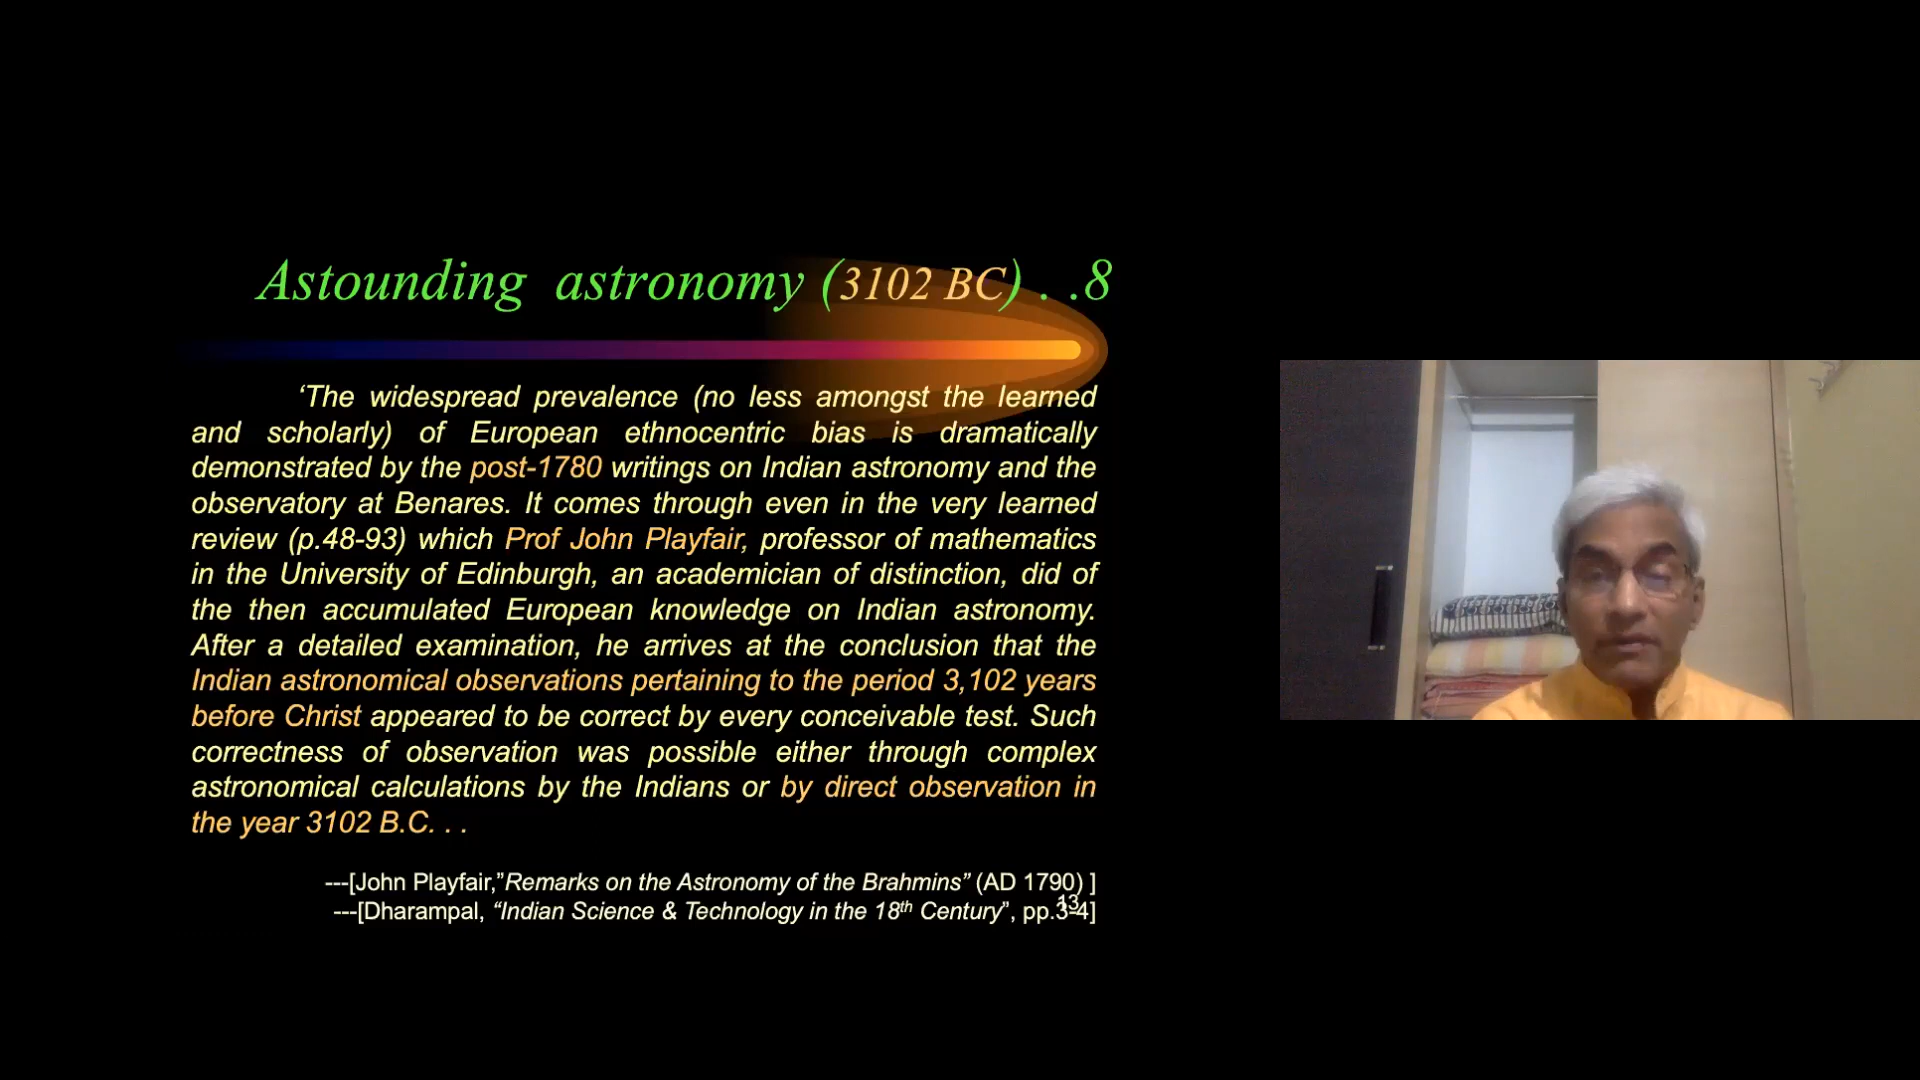 Astounding astronomy (3102 BC) . .8
‘The widespread prevalence (no less amongst the learned
and scholarly) of European ethnocentric bias is dramatically
demonstrated by the post-1780 writings on Indian astronomy and the
observatory at Benares. It comes through even in the very learned
review (p.48-93) which Prof John Playfair, professor of mathematics
in the University of Edinburgh, an academician of distinction, did of
the then accumulated European knowledge on Indian astronomy.
After a detailed examination, he arrives at the conclusion that the
Indian astronomical observations pertaining to the period 3,102 years
before Christ appeared to be correct by every conceivable test. Such
correctness of observation was possible either through complex
astronomical calculations by the Indians or by direct observation in
the year 3102 B.C. . .
---[John Playfair,”Remarks on the Astronomy of the Brahmins” (AD 1790) ]
---[Dharampal, “Indian Science & Technology in the 18th Century”, pp.3-4]
13